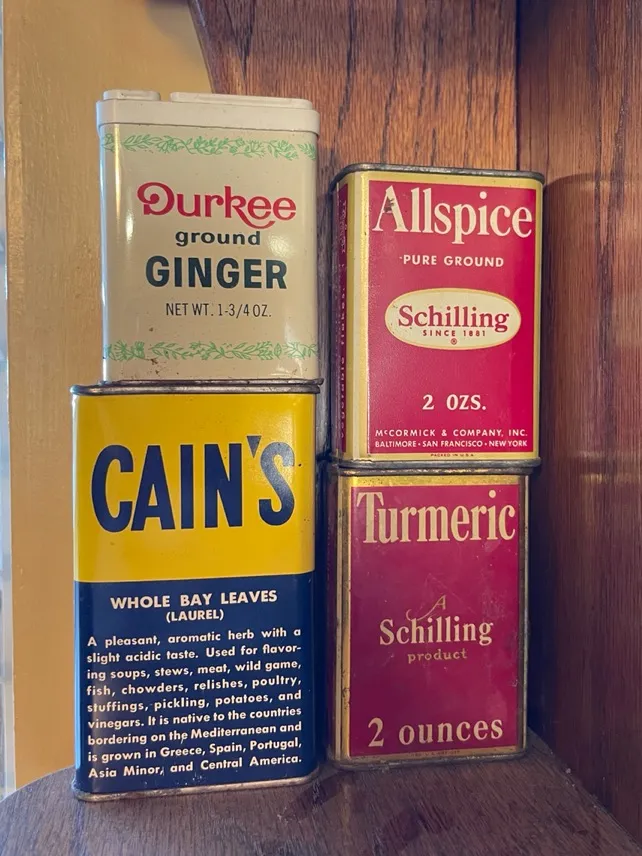 Durkee
ground
GINGER
NET WT. 1-3/4 OZ.
CAIN'S
WHOLE BAY LEAVES
(LAUREL)
A pleasant, aromatic herb with a
slight acidic taste. Used for flavor-
ing soups, stews, meat, wild game,
fish, chowders, relishes, poultry,
stuffings, pickling, potatoes, and
vinegars. It is native to the countries
bordering on the Mediterranean and
is grown in Greece, Spain, Portugal,
Asia Minor, and Central America.
Allspice
PURE GROUND
Schilling
SINCE 1881
®
2 OZS.
McCORMICK & COMPANY, INC.
BALTIMORE • SAN FRANCISCO • NEW YORK
PACKED IN U.S.A.
Turmeric
A
Schilling
product
2 ounces